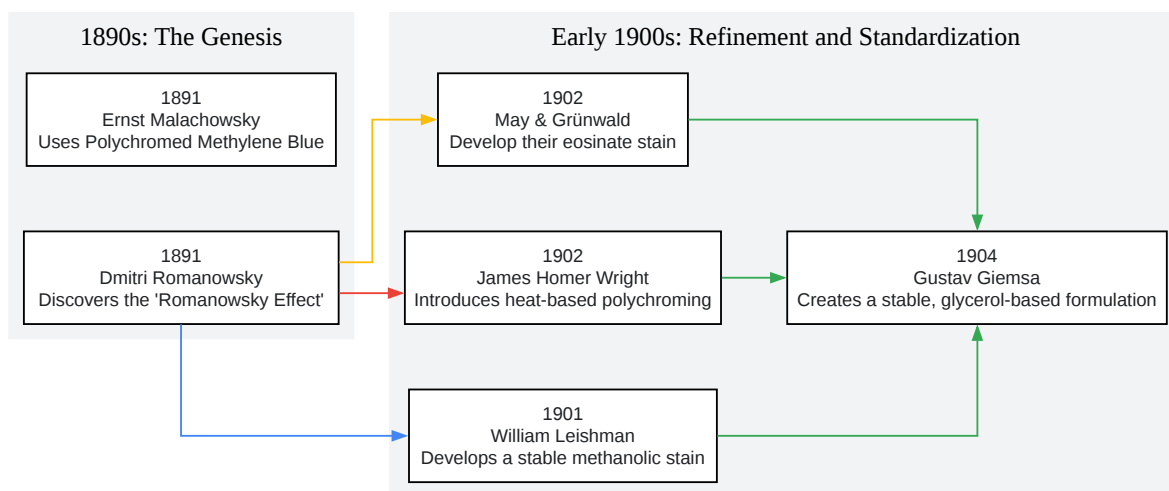 1890s: The Genesis
1891
Ernst Malachowsky
Uses Polychromed Methylene Blue
1891
Dmitri Romanowsky
Discovers the 'Romanowsky Effect'
Early 1900s: Refinement and Standardization
1902
May & Grünwald
Develop their eosinate stain
1902
James Homer Wright
Introduces heat-based polychroming
1901
William Leishman
Develops a stable methanolic stain
1904
Gustav Giemsa
Creates a stable, glycerol-based formulation